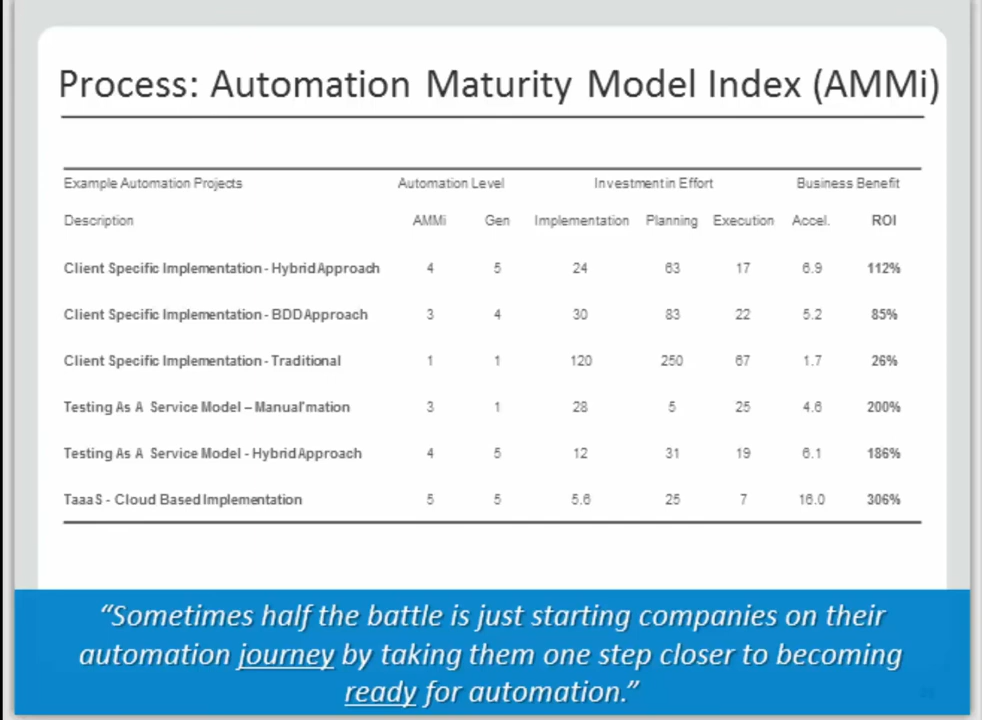 Process: Automation Maturity Model Index (AMMi)
Example Automation Projects Automation Level Investment in Effort Business Benefit
Description AMMi Gen Implementation Planning Execution Accel. ROI
Client Specific Implementation - Hybrid Approach 4 5 24 63 17 6.9 112%
Client Specific Implementation - BDD Approach 3 4 30 83 22 5.2 85%
Client Specific Implementation - Traditional 1 1 120 250 67 1.7 26%
Testing As A Service Model – Manual'mation 3 1 28 5 25 4.6 200%
Testing As A Service Model - Hybrid Approach 4 5 12 31 19 6.1 186%
TaaaS - Cloud Based Implementation 5 5 5.6 25 7 16.0 306%
“Sometimes half the battle is just starting companies on their
automation journey by taking them one step closer to becoming
ready for automation.”